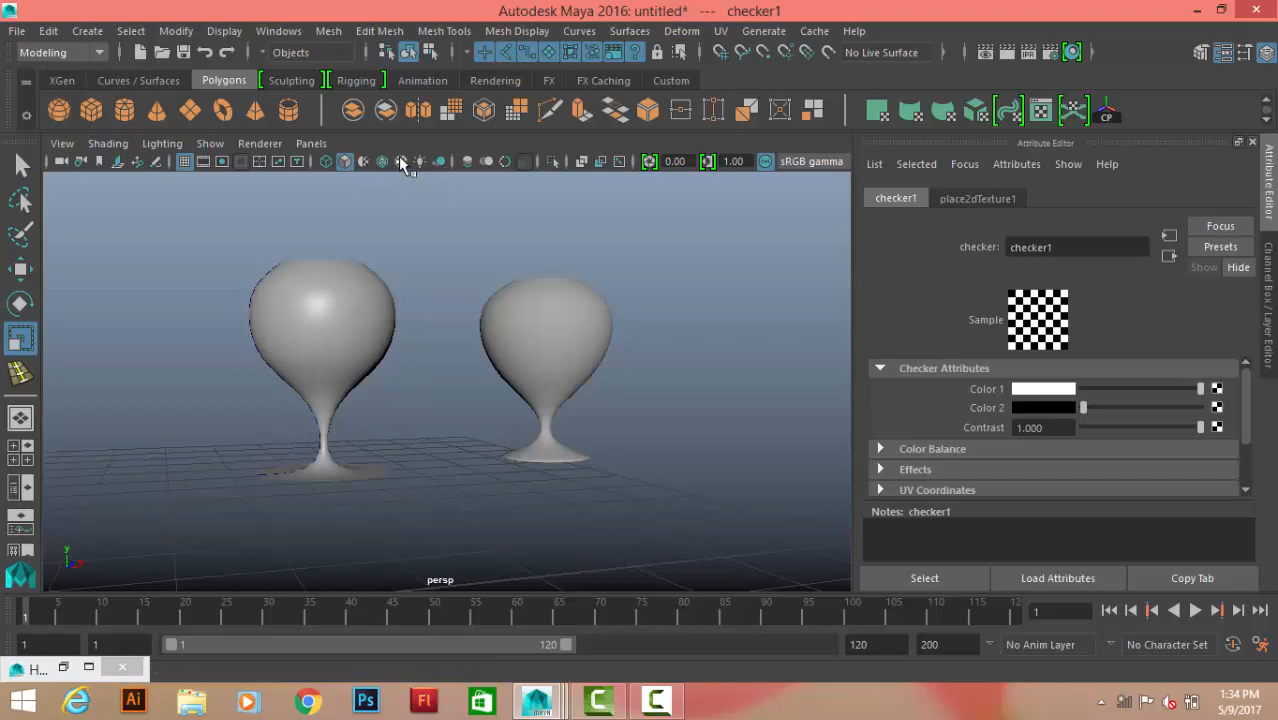 Autodesk Maya 2016: untitled* --- checker1
File Edit Create Select Modify Display Windows Mesh Edit Mesh Mesh Tools Mesh Display Curves Surfaces Deform UV Generate Cache Help
Modeling Objects No Live Surface
XGen Curves / Surfaces Polygons Sculpting Rigging Animation Rendering FX FX Caching Custom
CP
View Shading Lighting Show Renderer Panels
0.00 1.00 sRGB gamma
Attribute Editor
List Selected Focus Attributes Show Help
checker1 place2dTexture1
Focus
checker: checker1 Presets
Show Hide
Sample
Checker Attributes
Color 1
Color 2
Contrast 1.000
Color Balance
Effects
UV Coordinates
Notes: checker1
Select Load Attributes Copy Tab
Attribute Editor
Channel Box / Layer Editor
y
persp
1 5 10 15 20 25 30 35 40 45 50 55 60 65 70 75 80 85 90 95 100 105 110 115 12
1
1 1 1 120 120 200 No Anim Layer No Character Set
H...
Ai Ps Fl MAYA
1:34 PM
5/9/2017